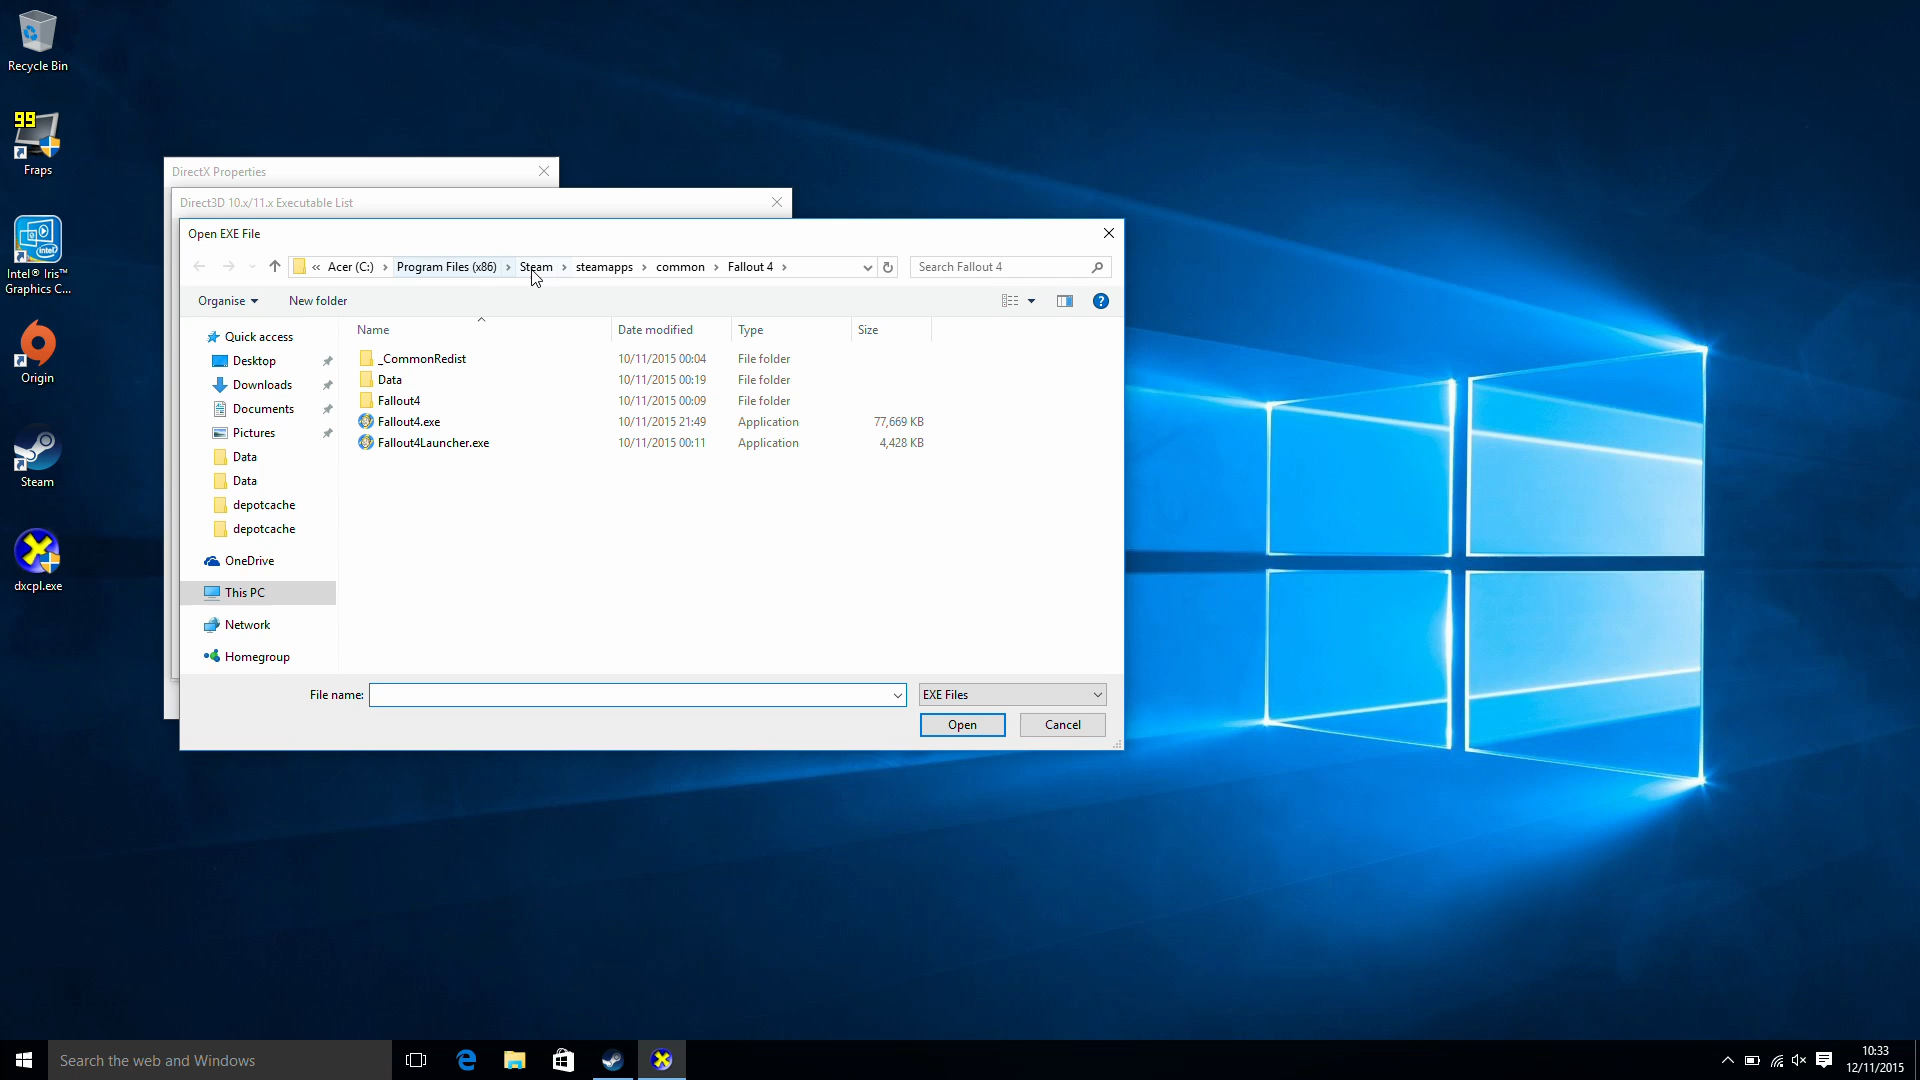 Recycle Bin
99
Fraps
intel
Intel® Iris™
Graphics C...
Origin
Steam
dxcpl.exe
DirectX Properties
Direct3D 10.x/11.x Executable List
Open EXE File
« Acer (C:) › Program Files (x86) › Steam › steamapps › common › Fallout 4 ›
Search Fallout 4
Organise
New folder
Quick access
Desktop
Downloads
Documents
Pictures
Data
Data
depotcache
depotcache
OneDrive
This PC
Network
Homegroup
Name Date modified Type Size
_CommonRedist 10/11/2015 00:04 File folder
Data 10/11/2015 00:19 File folder
Fallout4 10/11/2015 00:09 File folder
Fallout4.exe 10/11/2015 21:49 Application 77,669 KB
Fallout4Launcher.exe 10/11/2015 00:11 Application 4,428 KB
File name:
EXE Files
Open
Cancel
Search the web and Windows
10:33
12/11/2015